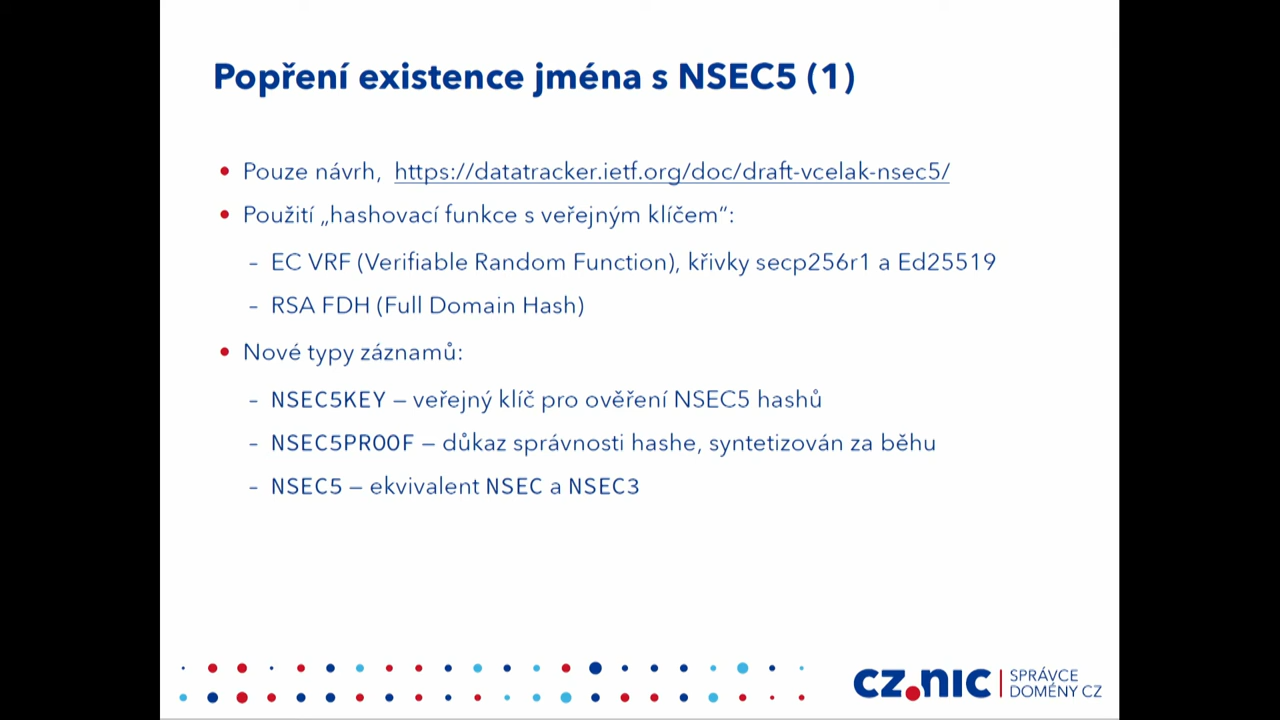 Popření existence jména s NSEC5 (1)
• Pouze návrh, https://datatracker.ietf.org/doc/draft-vcelak-nsec5/
• Použití „hashovací funkce s veřejným klíčem“:
– EC VRF (Verifiable Random Function), křivky secp256r1 a Ed25519
– RSA FDH (Full Domain Hash)
• Nové typy záznamů:
– NSEC5KEY — veřejný klíč pro ověření NSEC5 hashů
– NSEC5PROOF — důkaz správnosti hashe, syntetizován za běhu
– NSEC5 — ekvivalent NSEC a NSEC3
cz.nic
SPRÁVCE
DOMÉNY CZ